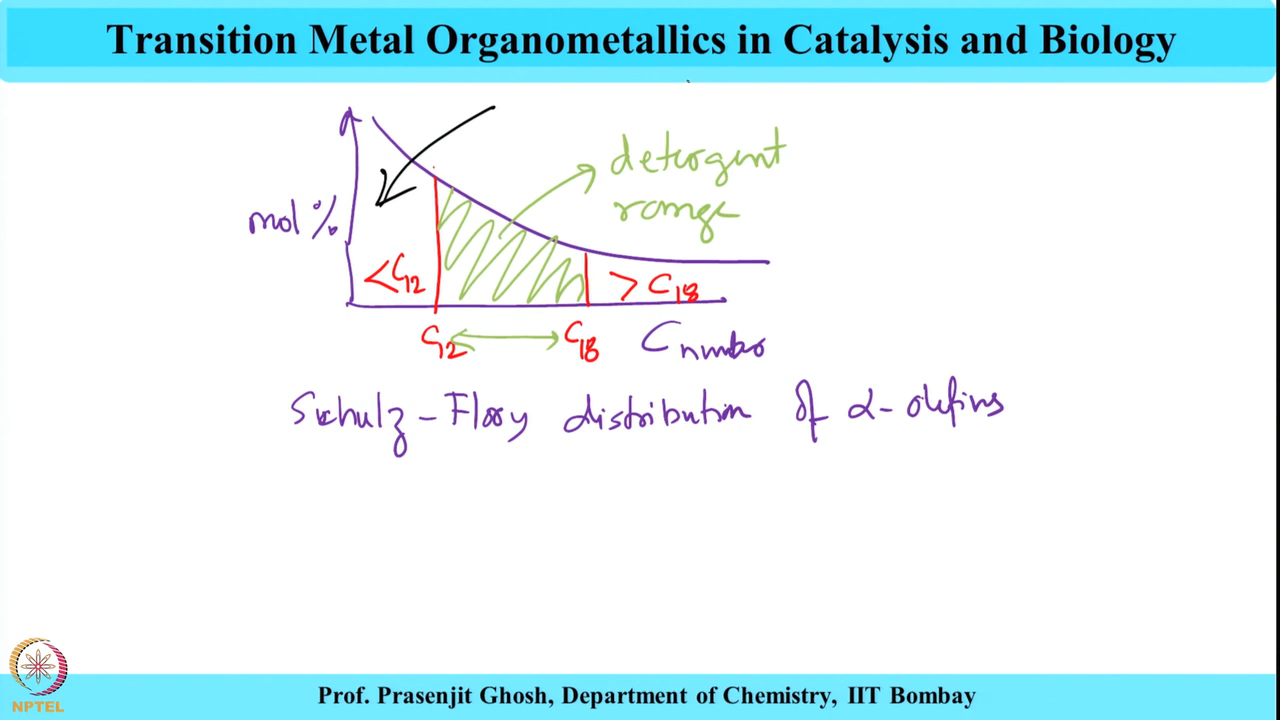 Transition Metal Organometallics in Catalysis and Biology
detergent
range
mol %
<C12
>C18
C12
C18
C number
Schulz-Flory distribution of α-olefins
NPTEL
Prof. Prasenjit Ghosh, Department of Chemistry, IIT Bombay